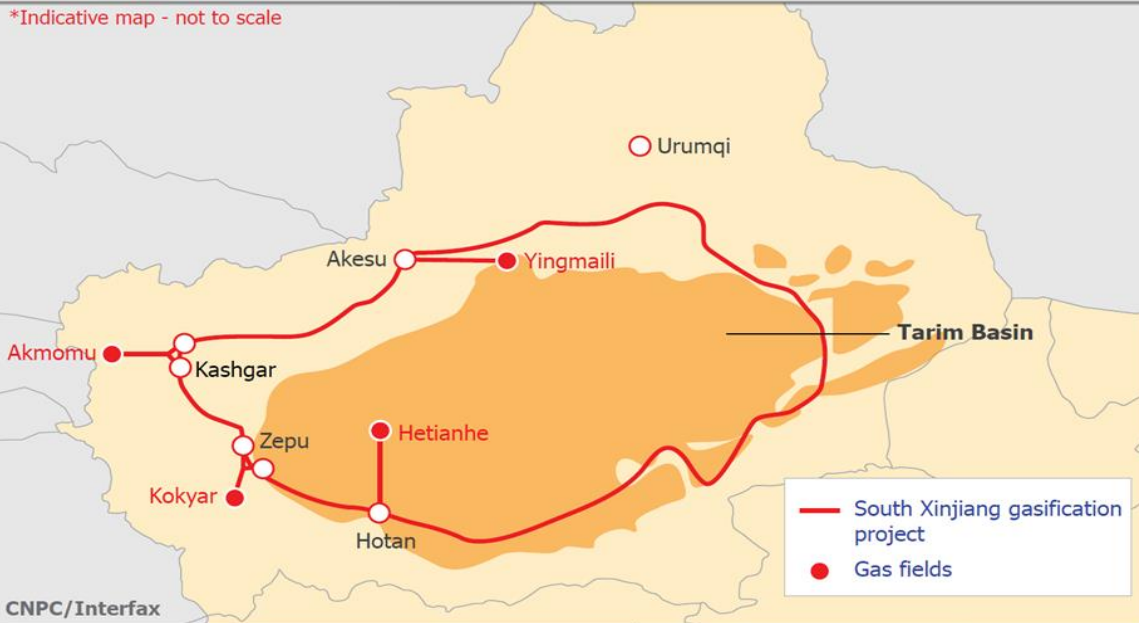 *Indicative map - not to scale
Urumqi
Akesu
Yingmaili
Tarim Basin
Akmomu
Kashgar
Hetianhe
Zepu
Kokyar
Hotan
South Xinjiang gasification
project
Gas fields
CNPC/Interfax